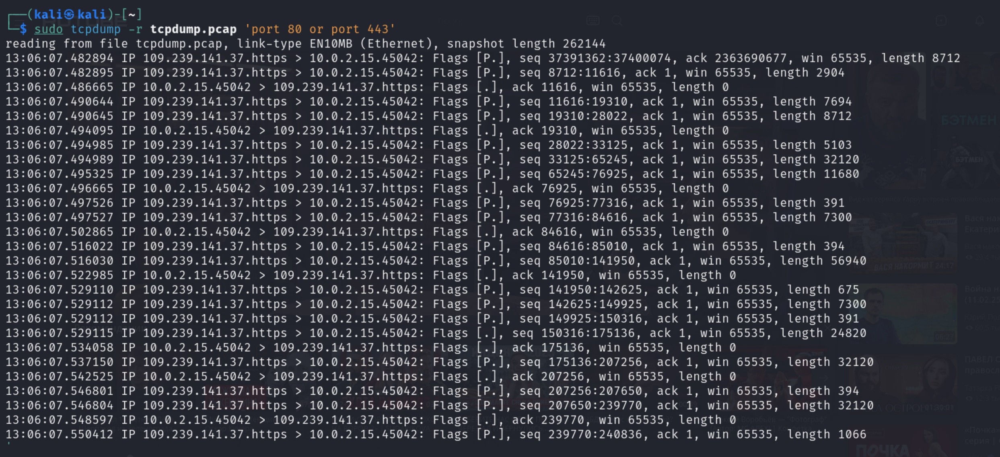 (kali㉿kali)-[~]
$ sudo tcpdump -r tcpdump.pcap 'port 80 or port 443'
reading from file tcpdump.pcap, link-type EN10MB (Ethernet), snapshot length 262144
13:06:07.482894 IP 109.239.141.37.https > 10.0.2.15.45042: Flags [P.], seq 37391362:37400074, ack 2363690677, win 65535, length 8712
13:06:07.482895 IP 109.239.141.37.https > 10.0.2.15.45042: Flags [P.], seq 8712:11616, ack 1, win 65535, length 2904
13:06:07.486665 IP 10.0.2.15.45042 > 109.239.141.37.https: Flags [.], ack 11616, win 65535, length 0
13:06:07.490644 IP 109.239.141.37.https > 10.0.2.15.45042: Flags [P.], seq 11616:19310, ack 1, win 65535, length 7694
13:06:07.490645 IP 109.239.141.37.https > 10.0.2.15.45042: Flags [P.], seq 19310:28022, ack 1, win 65535, length 8712
13:06:07.494095 IP 10.0.2.15.45042 > 109.239.141.37.https: Flags [.], ack 19310, win 65535, length 0
13:06:07.494985 IP 109.239.141.37.https > 10.0.2.15.45042: Flags [P.], seq 28022:33125, ack 1, win 65535, length 5103
13:06:07.494989 IP 109.239.141.37.https > 10.0.2.15.45042: Flags [P.], seq 33125:65245, ack 1, win 65535, length 32120
13:06:07.495325 IP 109.239.141.37.https > 10.0.2.15.45042: Flags [P.], seq 65245:76925, ack 1, win 65535, length 11680
13:06:07.496665 IP 10.0.2.15.45042 > 109.239.141.37.https: Flags [.], ack 76925, win 65535, length 0
13:06:07.497526 IP 109.239.141.37.https > 10.0.2.15.45042: Flags [P.], seq 76925:77316, ack 1, win 65535, length 391
13:06:07.497527 IP 109.239.141.37.https > 10.0.2.15.45042: Flags [P.], seq 77316:84616, ack 1, win 65535, length 7300
13:06:07.502865 IP 10.0.2.15.45042 > 109.239.141.37.https: Flags [.], ack 84616, win 65535, length 0
13:06:07.516022 IP 109.239.141.37.https > 10.0.2.15.45042: Flags [P.], seq 84616:85010, ack 1, win 65535, length 394
13:06:07.516030 IP 109.239.141.37.https > 10.0.2.15.45042: Flags [P.], seq 85010:141950, ack 1, win 65535, length 56940
13:06:07.522985 IP 10.0.2.15.45042 > 109.239.141.37.https: Flags [.], ack 141950, win 65535, length 0
13:06:07.529110 IP 109.239.141.37.https > 10.0.2.15.45042: Flags [P.], seq 141950:142625, ack 1, win 65535, length 675
13:06:07.529112 IP 109.239.141.37.https > 10.0.2.15.45042: Flags [P.], seq 142625:149925, ack 1, win 65535, length 7300
13:06:07.529112 IP 109.239.141.37.https > 10.0.2.15.45042: Flags [P.], seq 149925:150316, ack 1, win 65535, length 391
13:06:07.529115 IP 109.239.141.37.https > 10.0.2.15.45042: Flags [.], seq 150316:175136, ack 1, win 65535, length 24820
13:06:07.534058 IP 10.0.2.15.45042 > 109.239.141.37.https: Flags [.], ack 175136, win 65535, length 0
13:06:07.537150 IP 109.239.141.37.https > 10.0.2.15.45042: Flags [P.], seq 175136:207256, ack 1, win 65535, length 32120
13:06:07.542525 IP 10.0.2.15.45042 > 109.239.141.37.https: Flags [.], ack 207256, win 65535, length 0
13:06:07.546801 IP 109.239.141.37.https > 10.0.2.15.45042: Flags [P.], seq 207256:207650, ack 1, win 65535, length 394
13:06:07.546804 IP 109.239.141.37.https > 10.0.2.15.45042: Flags [P.], seq 207650:239770, ack 1, win 65535, length 32120
13:06:07.548597 IP 10.0.2.15.45042 > 109.239.141.37.https: Flags [.], ack 239770, win 65535, length 0
13:06:07.550412 IP 109.239.141.37.https > 10.0.2.15.45042: Flags [P.], seq 239770:240836, ack 1, win 65535, length 1066
БЭТМЕН
БЭТМЕН
ВАСЯ НАКОРМИТ 24:17
06:27
01:30:01
ПОЧКА